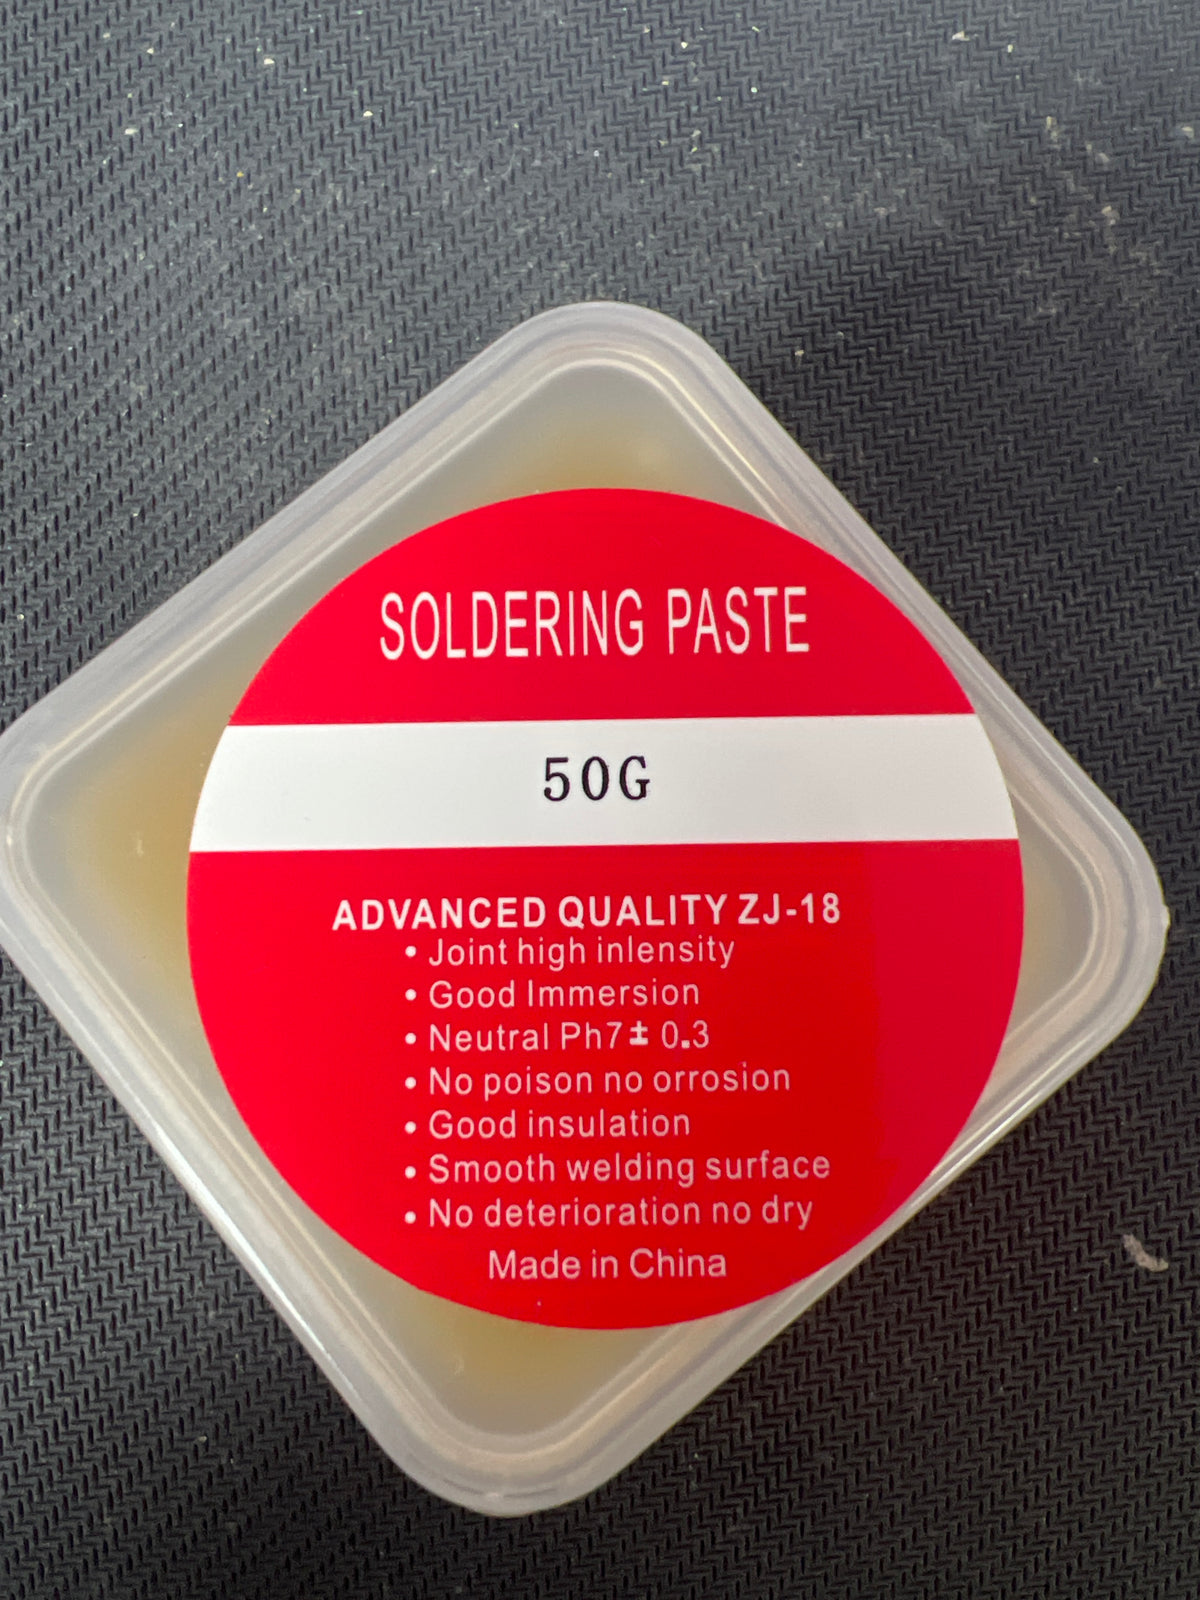 SOLDERING PASTE
50G
ADVANCED QUALITY ZJ-18
• Joint high inlensity
• Good Immersion
• Neutral Ph7± 0.3
• No poison no orrosion
• Good insulation
• Smooth welding surface
• No deterioration no dry
Made in China